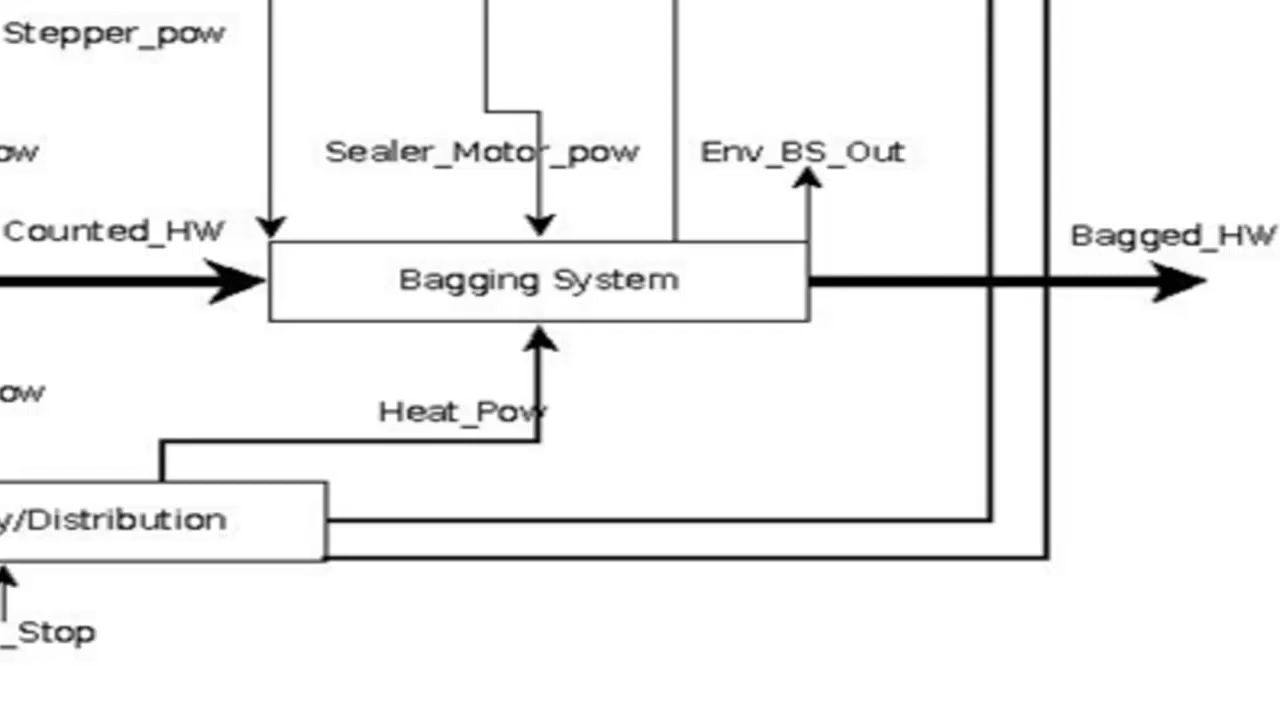 Stepper_pow
ow
Sealer_Motor_pow
Env_BS_Out
Counted_HW
Bagged_HW
Bagging System
ow
Heat_Pow
y/Distribution
_Stop